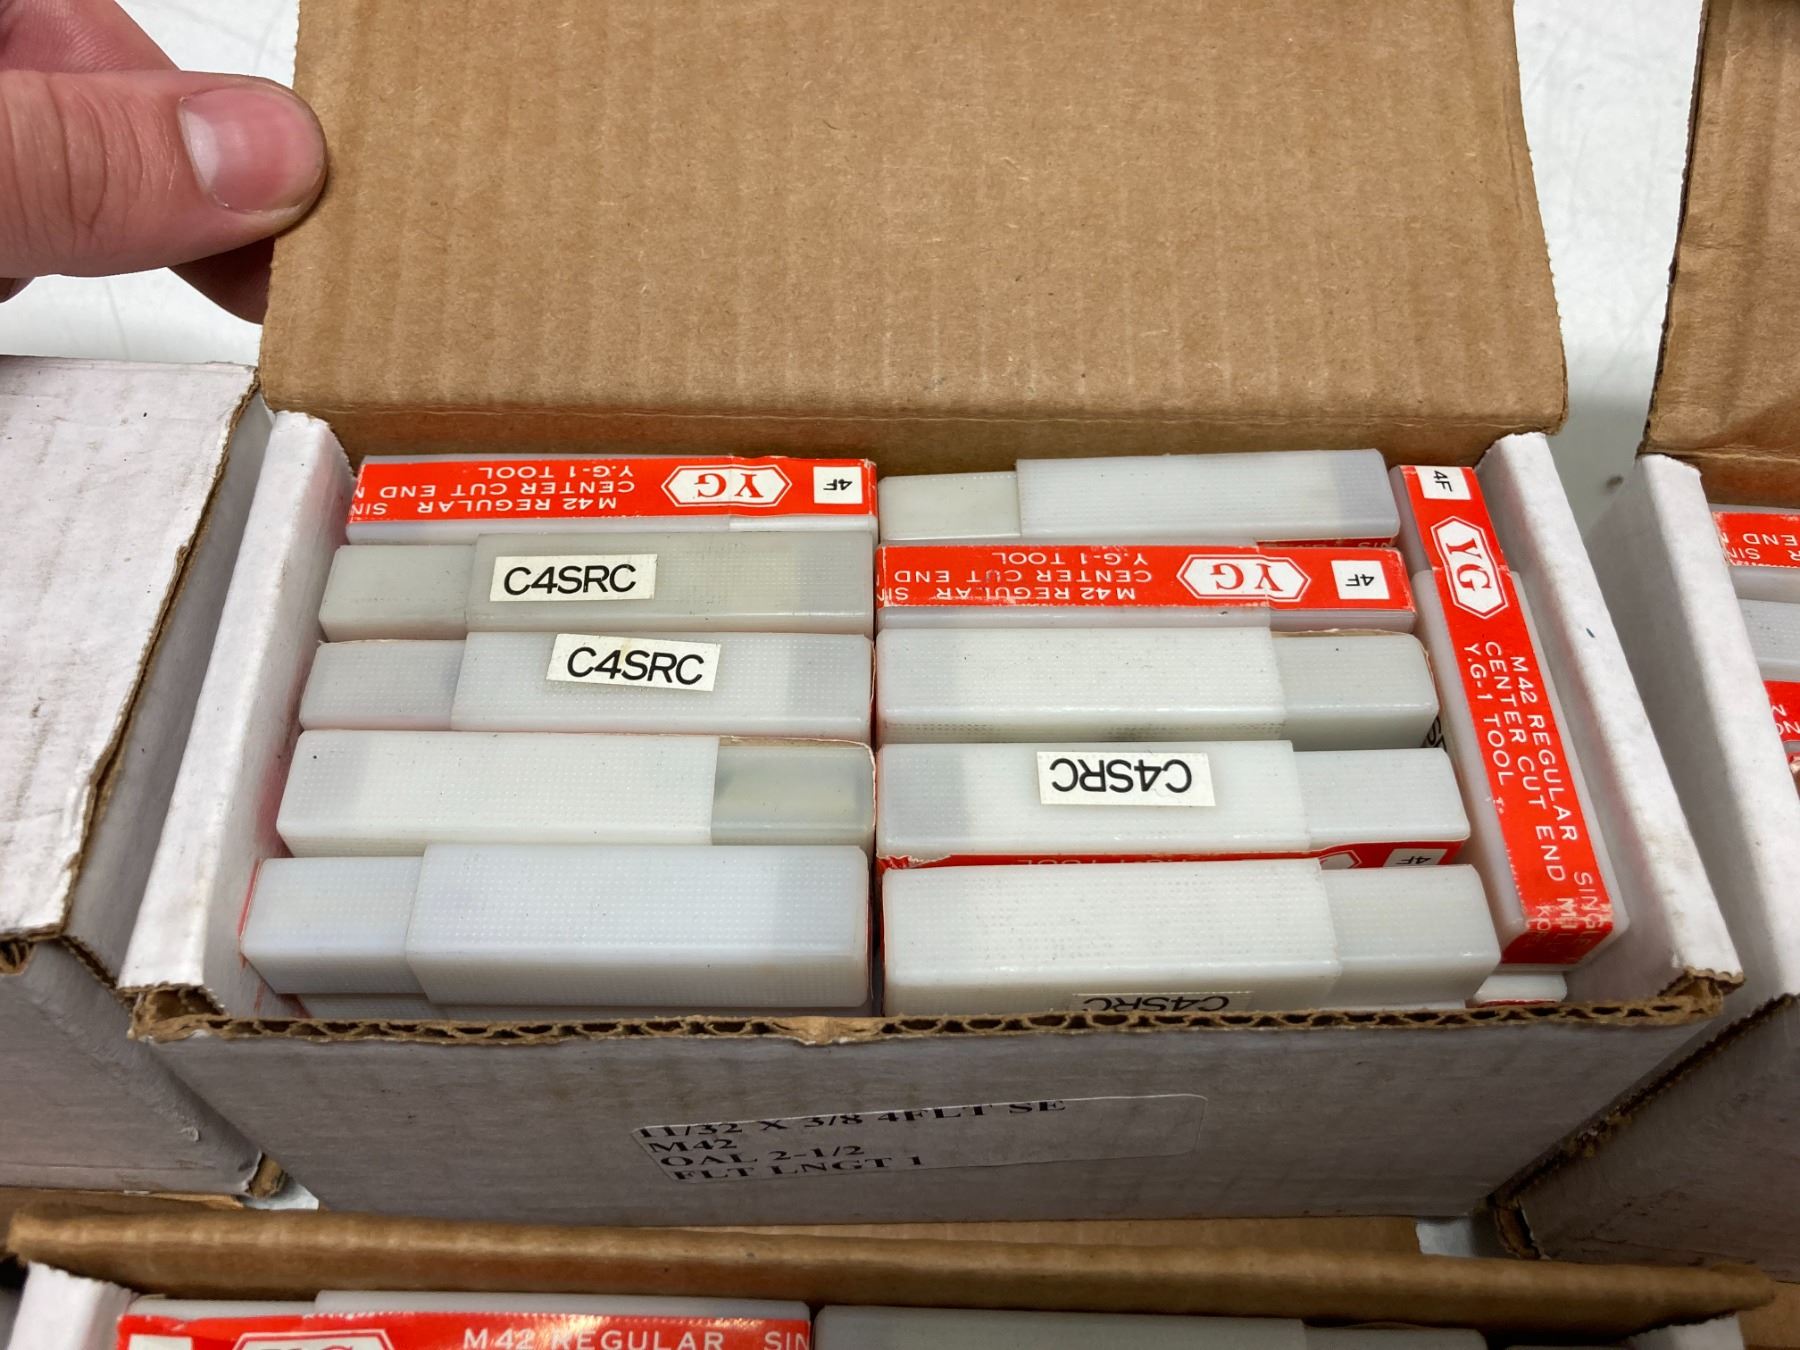 4F
YG
M42 REGULAR
CENTER CUT END
Y.G-1 TOOL
C4SRC
C4SRC
4F
YG
M42 REGULAR
CENTER CUT END
Y.G-1 TOOL
C4SRC
4F
TOOL
C4SRC
4F
YG
M42 REGULAR
CENTER CUT END
Y.G-1 TOOL
11/32 X 3/8 4FLT SE
M42
OAL 2-1/2
FLT LNGT 1
M42 REGULAR